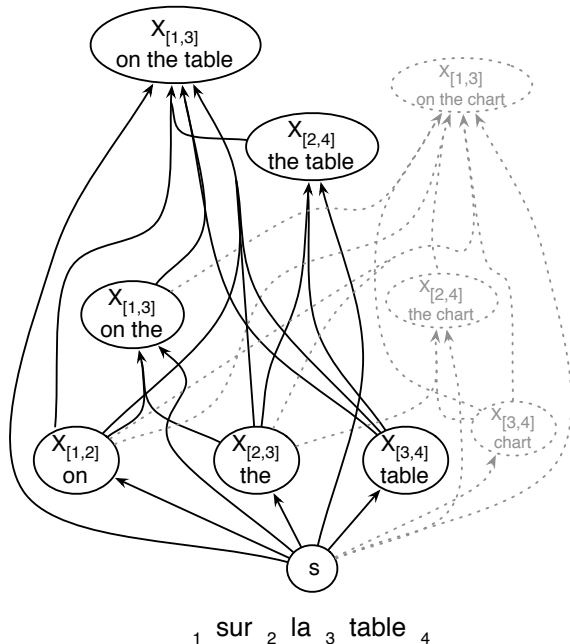 X[1,3]
on the table
X[1,3]
on the chart
X[2,4]
the table
X[2,4]
the chart
X[1,3]
on the
X[1,2]
on
X[2,3]
the
X[3,4]
table
X[3,4]
chart
s
1 sur 2 la 3 table 4